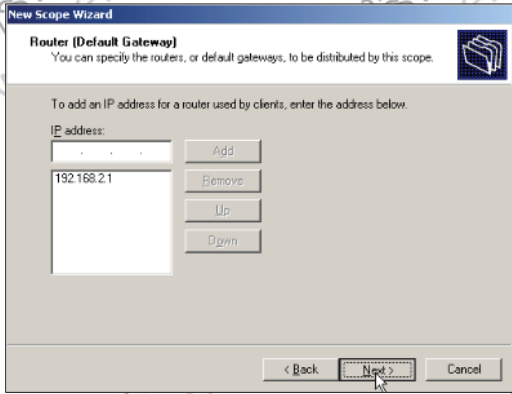 New Scope Wizard
Router (Default Gateway)
You can specify the routers, or default gateways, to be distributed by this scope.
To add an IP address for a router used by clients, enter the address below.
IP address:
. . .
Add
192.168.2.1
Remove
Up
Down
< Back Next > Cancel